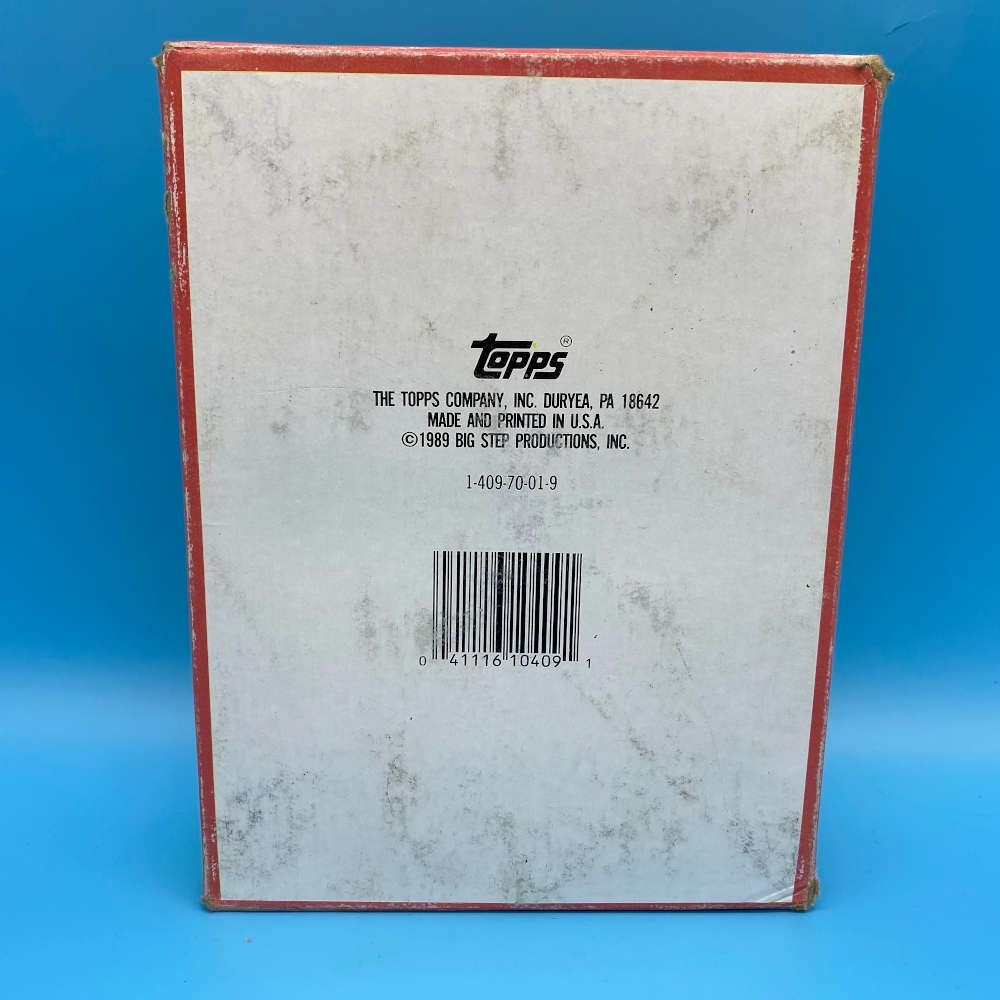 topps®
THE TOPPS COMPANY, INC. DURYEA, PA 18642
MADE AND PRINTED IN U.S.A.
©1989 BIG STEP PRODUCTIONS, INC.
1-409-70-01-9
0 41116 10409 1